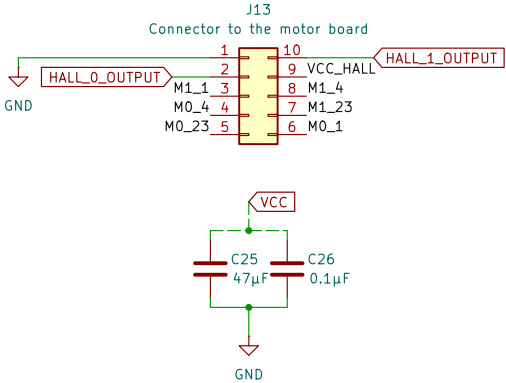 J13
Connector to the motor board
1 10 HALL_1_OUTPUT
HALL_0_OUTPUT 2 9 VCC_HALL
M1_1 3 8 M1_4
GND
M0_4 4 7 M1_23
M0_23 5 6 M0_1
VCC
C25 C26
47µF 0.1µF
GND